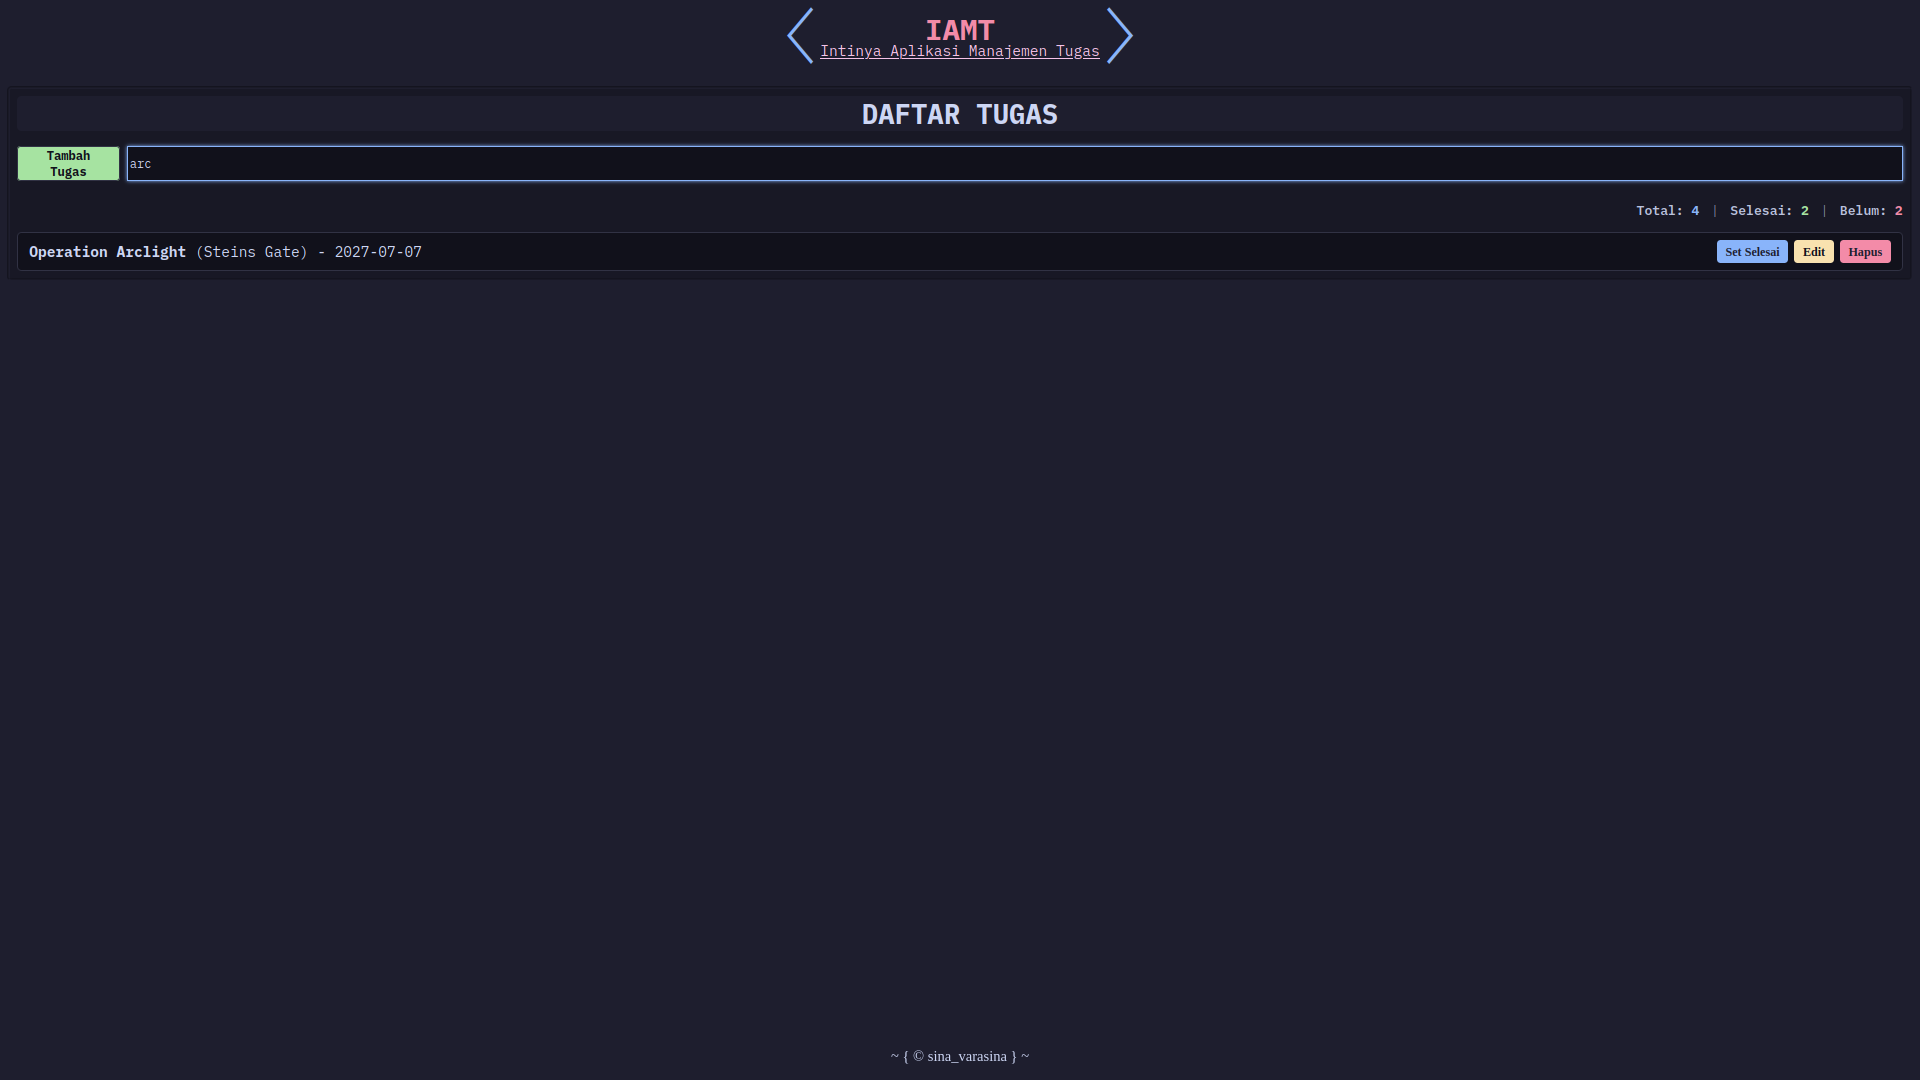 IAMT
Intinya Aplikasi Manajemen Tugas
DAFTAR TUGAS
Tambah
Tugas
arc
Total: 4 | Selesai: 2 | Belum: 2
Operation Arclight (Steins Gate) - 2027-07-07
Set Selesai Edit Hapus
~ { © sina_varasina } ~